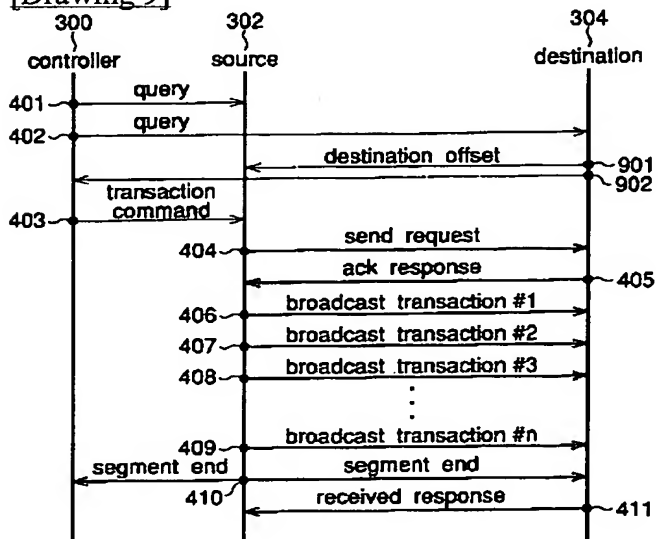 [Drawing 9]
300 302 304
controller source destination
401 query
402 query
destination offset 901
902
transaction
403 command
404 send request
ack response 405
406 broadcast transaction #1
407 broadcast transaction #2
408 broadcast transaction #3
409 broadcast transaction #n
segment end segment end
410
received response 411